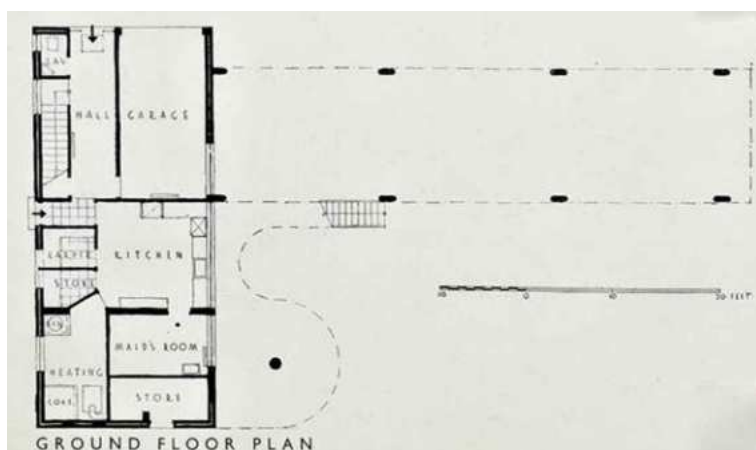 LAV
HALL
GARAGE
LARDER
KITCHEN
STORE
MAID'S ROOM
HEATING
STORE
COKE
10 0 10 20 FEET
GROUND FLOOR PLAN